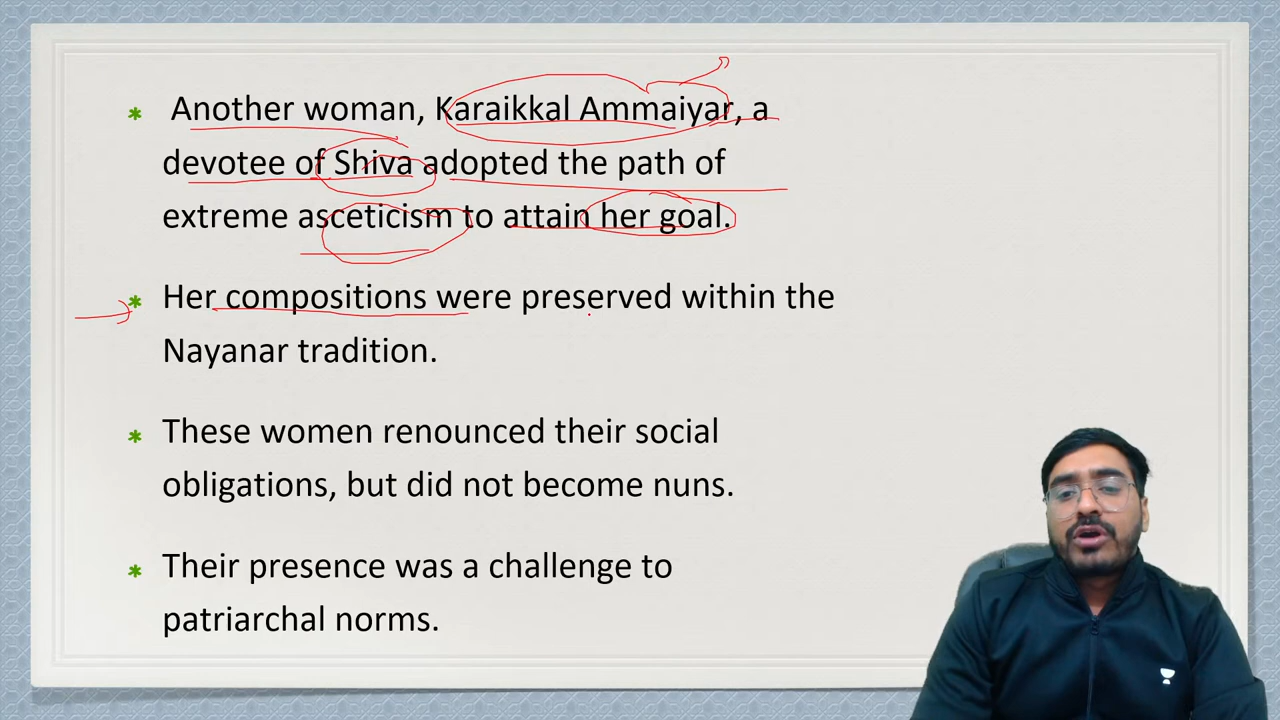 * Another woman, Karaikkal Ammaiyar, a
devotee of Shiva adopted the path of
extreme asceticism to attain her goal.
* Her compositions were preserved within the
Nayanar tradition.
* These women renounced their social
obligations, but did not become nuns.
* Their presence was a challenge to
patriarchal norms.